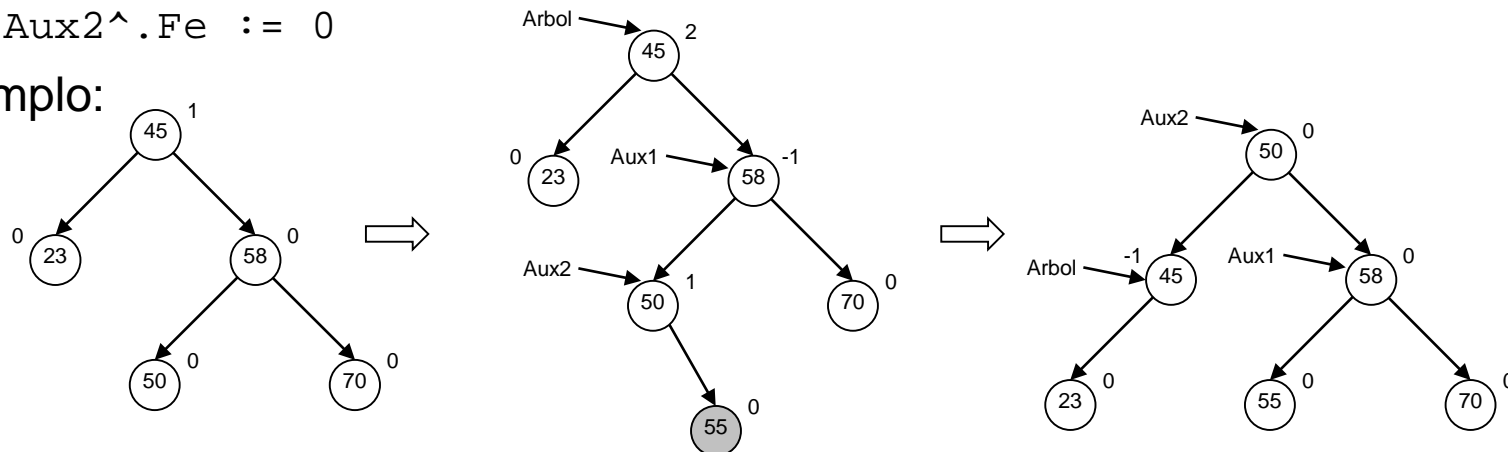 Aux2^.Fe := 0
mplo:
45 1
0 23
58 0
50 0
70 0
Arbol 45 2
0 23
Aux1 58 -1
Aux2 50 1
70 0
55 0
Aux2 50 0
Arbol -1 45
Aux1 58 0
23 0
55 0
70 0